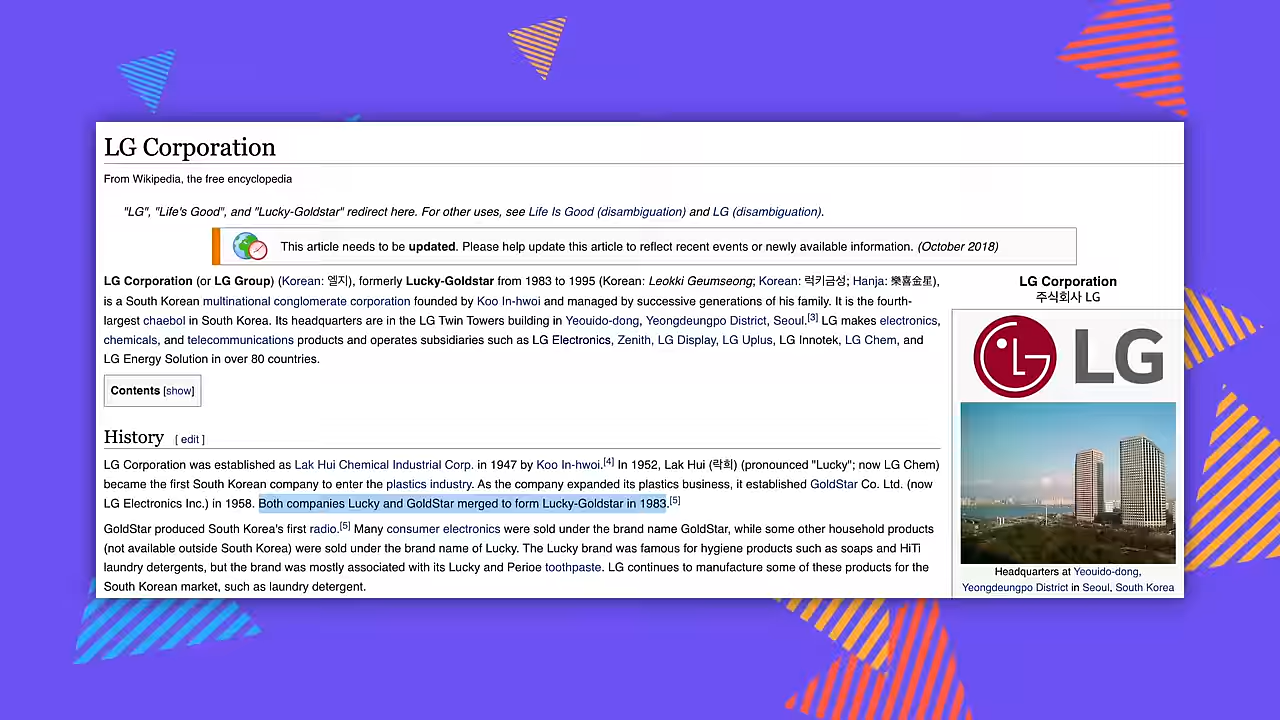 LG Corporation
From Wikipedia, the free encyclopedia
"LG", "Life's Good", and "Lucky-Goldstar" redirect here. For other uses, see Life Is Good (disambiguation) and LG (disambiguation).
This article needs to be updated. Please help update this article to reflect recent events or newly available information. (October 2018)
LG Corporation (or LG Group) (Korean: 엘지), formerly Lucky-Goldstar from 1983 to 1995 (Korean: Leokki Geumseong; Korean: 럭키금성; Hanja: 樂喜金星),
is a South Korean multinational conglomerate corporation founded by Koo In-hwoi and managed by successive generations of his family. It is the fourth-
largest chaebol in South Korea. Its headquarters are in the LG Twin Towers building in Yeouido-dong, Yeongdeungpo District, Seoul.[3] LG makes electronics,
chemicals, and telecommunications products and operates subsidiaries such as LG Electronics, Zenith, LG Display, LG Uplus, LG Innotek, LG Chem, and
LG Energy Solution in over 80 countries.
Contents [show]
History [ edit ]
LG Corporation was established as Lak Hui Chemical Industrial Corp. in 1947 by Koo In-hwoi.[4] In 1952, Lak Hui (락희) (pronounced "Lucky"; now LG Chem)
became the first South Korean company to enter the plastics industry. As the company expanded its plastics business, it established GoldStar Co. Ltd. (now
LG Electronics Inc.) in 1958. Both companies Lucky and GoldStar merged to form Lucky-Goldstar in 1983.[5]
GoldStar produced South Korea's first radio.[5] Many consumer electronics were sold under the brand name GoldStar, while some other household products
(not available outside South Korea) were sold under the brand name of Lucky. The Lucky brand was famous for hygiene products such as soaps and HiTi
laundry detergents, but the brand was mostly associated with its Lucky and Perioe toothpaste. LG continues to manufacture some of these products for the
South Korean market, such as laundry detergent.
LG Corporation
주식회사 LG
LG
Headquarters at Yeouido-dong,
Yeongdeungpo District in Seoul, South Korea